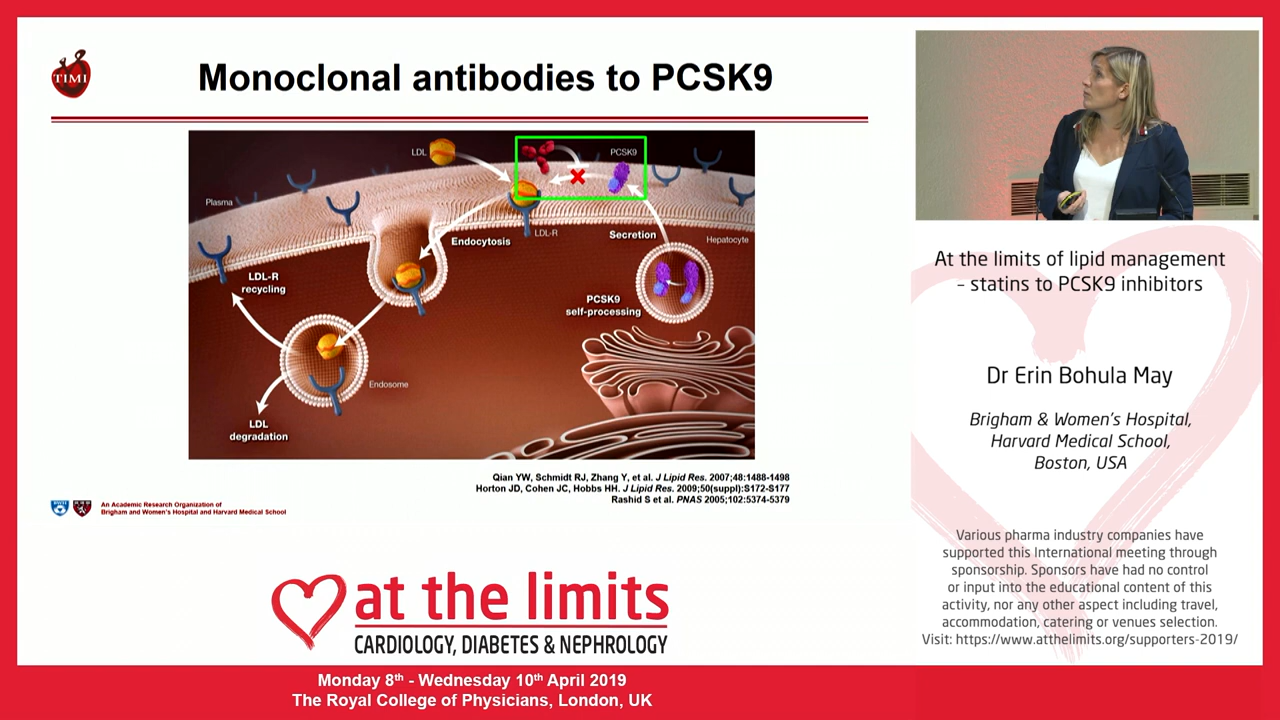 TIMI
Monoclonal antibodies to PCSK9
LDL
PCSK9
Plasma
LDL-R
Endocytosis
Secretion
Hepatocyte
LDL-R
recycling
PCSK9
self-processing
Endosome
LDL
degradation
Qian YW, Schmidt RJ, Zhang Y, et al. J Lipid Res. 2007;48:1488-1498
Horton JD, Cohen JC, Hobbs HH. J Lipid Res. 2009;50(suppl):S172-S177
Rashid S et al. PNAS 2005;102:5374-5379
An Academic Research Organization of
Brigham and Women's Hospital and Harvard Medical School
at the limits
CARDIOLOGY, DIABETES & NEPHROLOGY
Monday 8th - Wednesday 10th April 2019
The Royal College of Physicians, London, UK
At the limits of lipid management
– statins to PCSK9 inhibitors
Dr Erin Bohula May
Brigham & Women's Hospital,
Harvard Medical School,
Boston, USA
Various pharma industry companies have
supported this International meeting through
sponsorship. Sponsors have had no control
or input into the educational content of this
activity, nor any other aspect including travel,
accommodation, catering or venues selection.
Visit: https://www.atthelimits.org/supporters-2019/